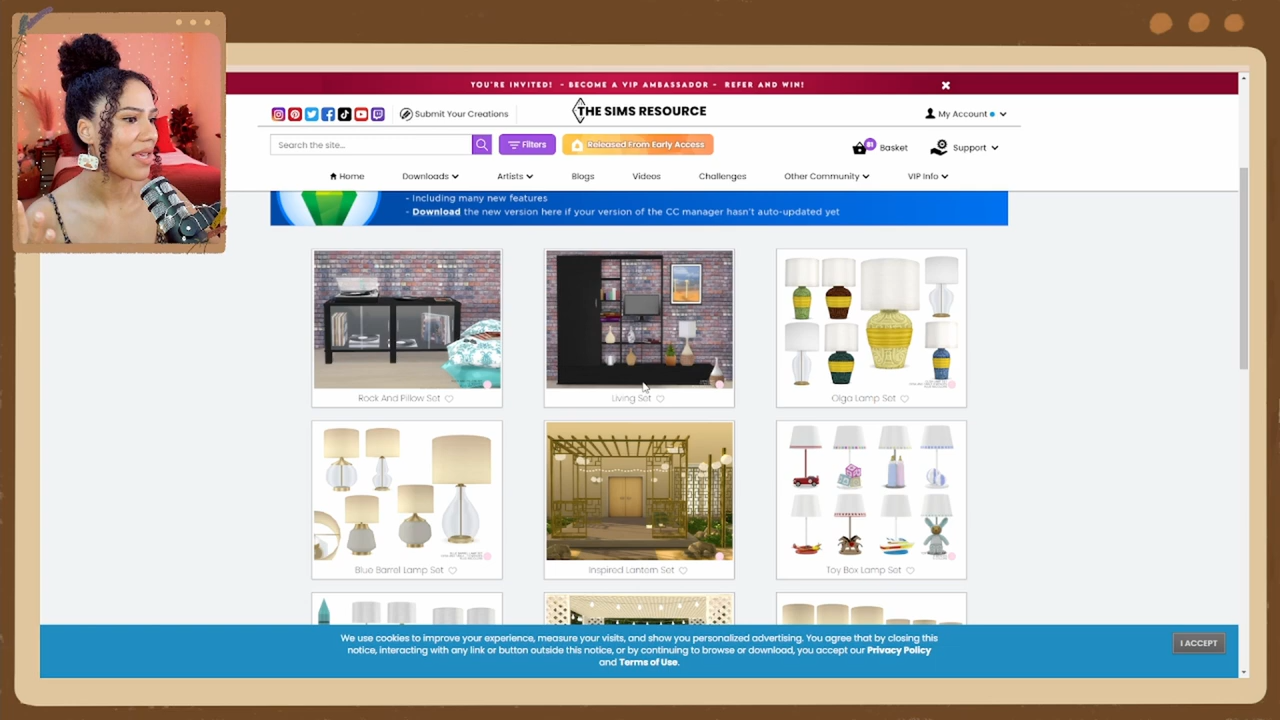 YOU'RE INVITED! - BECOME A VIP AMBASSADOR - REFER AND WIN!
Submit Your Creations
THE SIMS RESOURCE
My Account
Search the site...
Filters
Released From Early Access
81
Basket
Support
Home
Downloads
Artists
Blogs
Videos
Challenges
Other Community
VIP Info
- Including many new features
- Download the new version here if your version of the CC manager hasn't auto-updated yet
Rock And Pillow Set
Living Set
Olga Lamp Set
Blue Barrel Lamp Set
Inspired Lantern Set
Toy Box Lamp Set
We use cookies to improve your experience, measure your visits, and show you personalized advertising. You agree that by closing this
notice, interacting with any link or button outside this notice, or by continuing to browse or download, you accept our Privacy Policy
and Terms of Use.
I ACCEPT